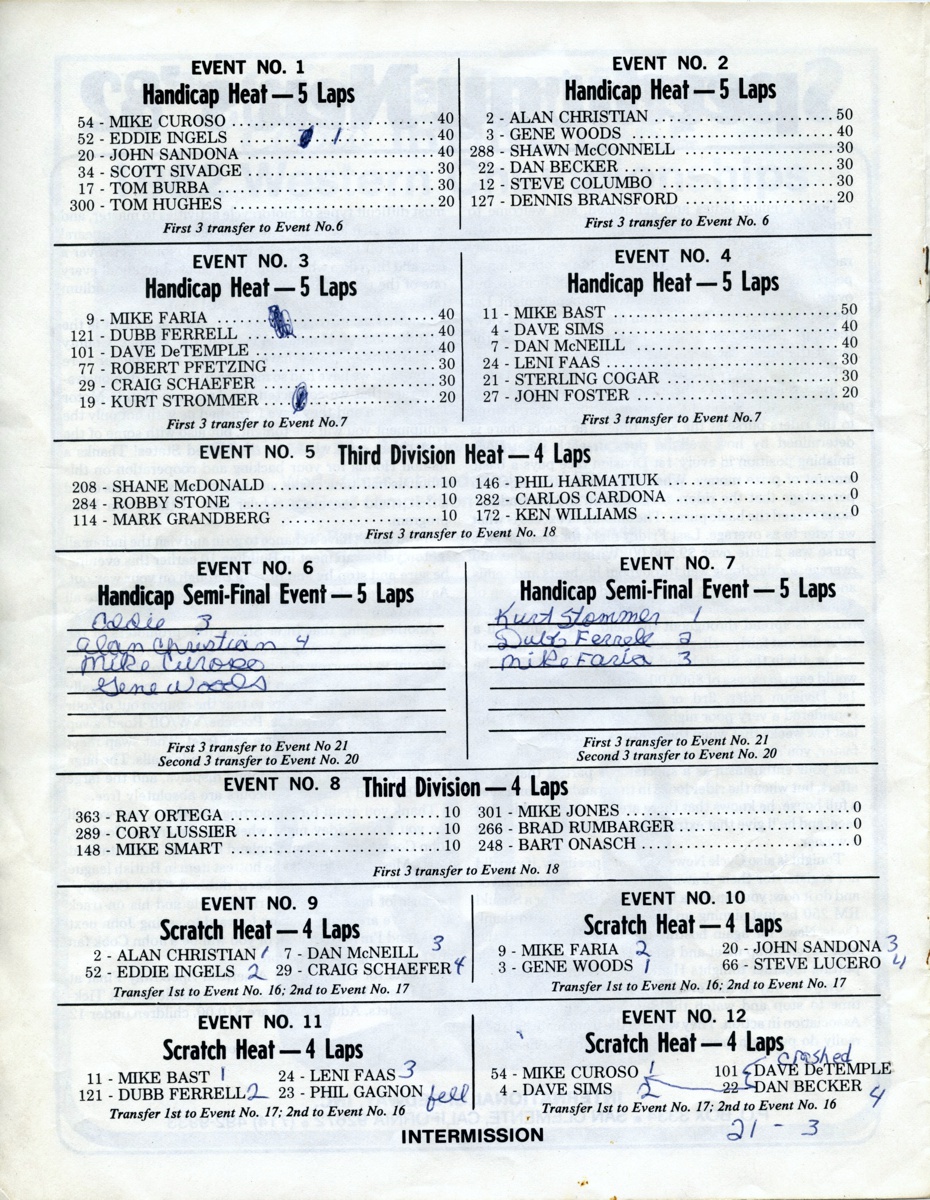 EVENT NO. 1
Handicap Heat — 5 Laps
54 - MIKE CUROSO .......................... 40
52 - EDDIE INGELS .......................... 40 1
20 - JOHN SANDONA .......................... 40
34 - SCOTT SIVADGE .......................... 30
17 - TOM BURBA .......................... 30
300 - TOM HUGHES .......................... 20
First 3 transfer to Event No.6
EVENT NO. 2
Handicap Heat — 5 Laps
2 - ALAN CHRISTIAN .......................... 50
3 - GENE WOODS .......................... 40
288 - SHAWN McCONNELL .......................... 30
22 - DAN BECKER .......................... 30
12 - STEVE COLUMBO .......................... 30
127 - DENNIS BRANSFORD .......................... 20
First 3 transfer to Event No. 6
EVENT NO. 3
Handicap Heat — 5 Laps
9 - MIKE FARIA .......................... 40
121 - DUBB FERRELL .......................... 40
101 - DAVE DeTEMPLE .......................... 40
77 - ROBERT PFETZING .......................... 30
29 - CRAIG SCHAEFER .......................... 30
19 - KURT STROMMER .......................... 20
First 3 transfer to Event No.7
EVENT NO. 4
Handicap Heat — 5 Laps
11 - MIKE BAST .......................... 50
4 - DAVE SIMS .......................... 40
7 - DAN McNEILL .......................... 40
24 - LENI FAAS .......................... 30
21 - STERLING COGAR .......................... 30
27 - JOHN FOSTER .......................... 20
First 3 transfer to Event No.7
EVENT NO. 5 Third Division Heat — 4 Laps
208 - SHANE McDONALD .......................... 10
284 - ROBBY STONE .......................... 10
114 - MARK GRANDBERG .......................... 10
146 - PHIL HARMATIUK .......................... 0
282 - CARLOS CARDONA .......................... 0
172 - KEN WILLIAMS .......................... 0
First 3 transfer to Event No. 18
EVENT NO. 6
Handicap Semi-Final Event — 5 Laps
Eddie 3
Alan Christian 4
Mike Curoso
Gene Woods
First 3 transfer to Event No 21
Second 3 transfer to Event No. 20
EVENT NO. 7
Handicap Semi-Final Event — 5 Laps
Kurt Stommer 1
Dubb Ferrele 2
Mike Faria 3
First 3 transfer to Event No. 21
Second 3 transfer to Event No. 20
EVENT NO. 8 Third Division — 4 Laps
363 - RAY ORTEGA .......................... 10
289 - CORY LUSSIER .......................... 10
148 - MIKE SMART .......................... 10
301 - MIKE JONES .......................... 0
266 - BRAD RUMBARGER .......................... 0
248 - BART ONASCH .......................... 0
First 3 transfer to Event No. 18
EVENT NO. 9
Scratch Heat — 4 Laps
2 - ALAN CHRISTIAN 1 7 - DAN McNEILL 3
52 - EDDIE INGELS 2 29 - CRAIG SCHAEFER 4
Transfer 1st to Event No. 16; 2nd to Event No. 17
EVENT NO. 10
Scratch Heat — 4 Laps
9 - MIKE FARIA 2 20 - JOHN SANDONA 3
3 - GENE WOODS 1 66 - STEVE LUCERO 4
Transfer 1st to Event No. 16; 2nd to Event No. 17
EVENT NO. 11
Scratch Heat — 4 Laps
11 - MIKE BAST 1 24 - LENI FAAS 3
121 - DUBB FERRELL 2 23 - PHIL GAGNON fell
Transfer 1st to Event No. 17; 2nd to Event No. 16
EVENT NO. 12
Scratch Heat — 4 Laps
crashed
54 - MIKE CUROSO 1 101 - DAVE DeTEMPLE
4 - DAVE SIMS 2 22 - DAN BECKER 4
Transfer 1st to Event No. 17; 2nd to Event No. 16
21 - 3
INTERMISSION